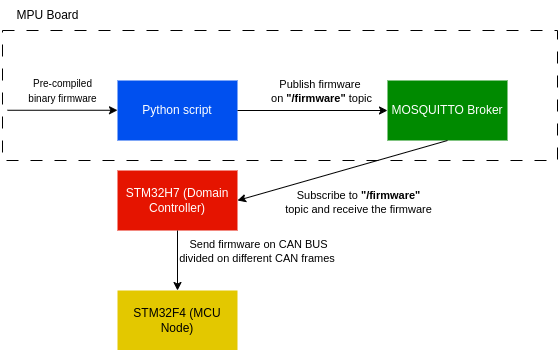 MPU Board
Pre-compiled
binary firmware
Python script
Publish firmware
on "/firmware" topic
MOSQUITTO Broker
STM32H7 (Domain
Controller)
Subscribe to "/firmware"
topic and receive the firmware
Send firmware on CAN BUS
divided on different CAN frames
STM32F4 (MCU
Node)